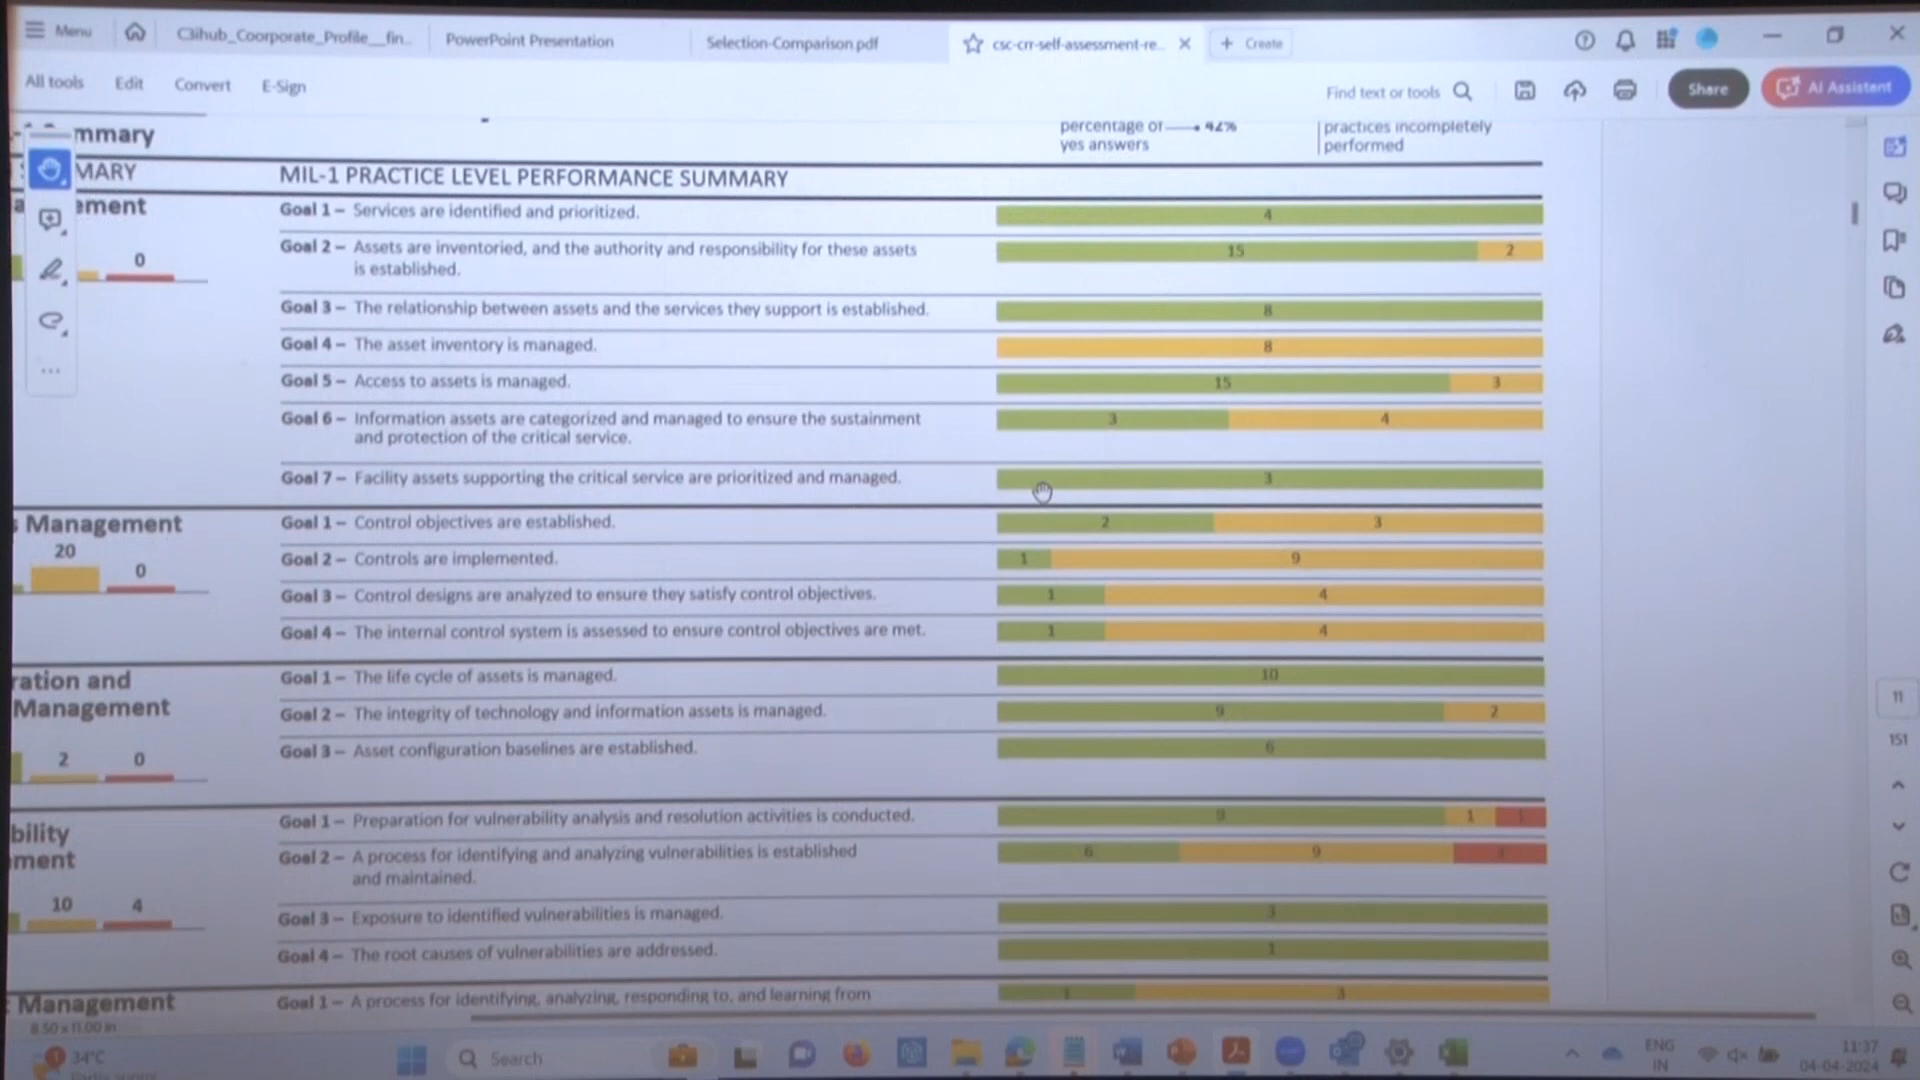 Menu
C3ihub_Coorporate_Profile__fin...
PowerPoint Presentation
Selection-Comparison.pdf
csc-crr-self-assessment-re...
Create
All tools
Edit
Convert
E-Sign
Find text or tools
Share
AI Assistant
mmary
percentage of
yes answers
practices incompletely
performed
MARY
MIL-1 PRACTICE LEVEL PERFORMANCE SUMMARY
ement
0
Goal 1 – Services are identified and prioritized.
4
Goal 2 – Assets are inventoried, and the authority and responsibility for these assets
is established.
15
2
Goal 3 – The relationship between assets and the services they support is established.
8
Goal 4 – The asset inventory is managed.
8
Goal 5 – Access to assets is managed.
15
3
Goal 6 – Information assets are categorized and managed to ensure the sustainment
and protection of the critical service.
3
4
Goal 7 – Facility assets supporting the critical service are prioritized and managed.
3
Management
20
0
Goal 1 – Control objectives are established.
2
3
Goal 2 – Controls are implemented.
1
9
Goal 3 – Control designs are analyzed to ensure they satisfy control objectives.
1
4
Goal 4 – The internal control system is assessed to ensure control objectives are met.
1
4
ration and
Management
2
0
Goal 1 – The life cycle of assets is managed.
10
Goal 2 – The integrity of technology and information assets is managed.
9
2
Goal 3 – Asset configuration baselines are established.
6
bility
ment
10
4
Goal 1 – Preparation for vulnerability analysis and resolution activities is conducted.
9
1
Goal 2 – A process for identifying and analyzing vulnerabilities is established
and maintained.
6
9
Goal 3 – Exposure to identified vulnerabilities is managed.
3
Goal 4 – The root causes of vulnerabilities are addressed.
1
Management
Goal 1 – A process for identifying, analyzing, responding to, and learning from
1
3
11
151
8.50 x 11.00 in
34°C
Search
ENG
IN
11:37
04-04-2024